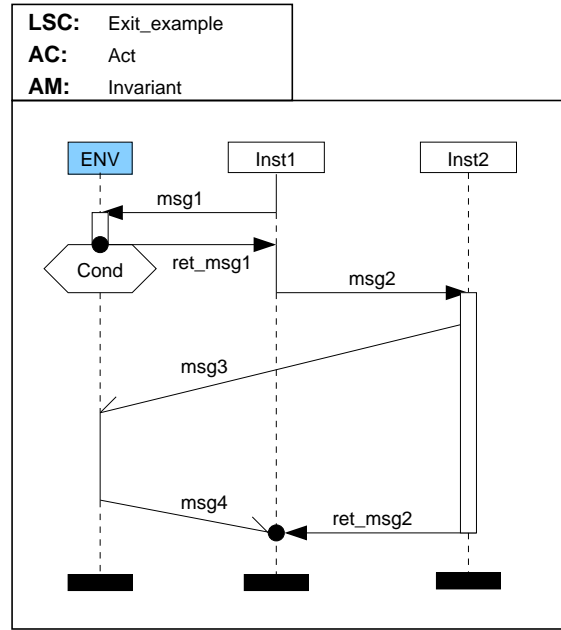 LSC: Exit_example
AC: Act
AM: Invariant
ENV Inst1 Inst2
msg1
Cond
ret_msg1
msg2
msg3
msg4
ret_msg2